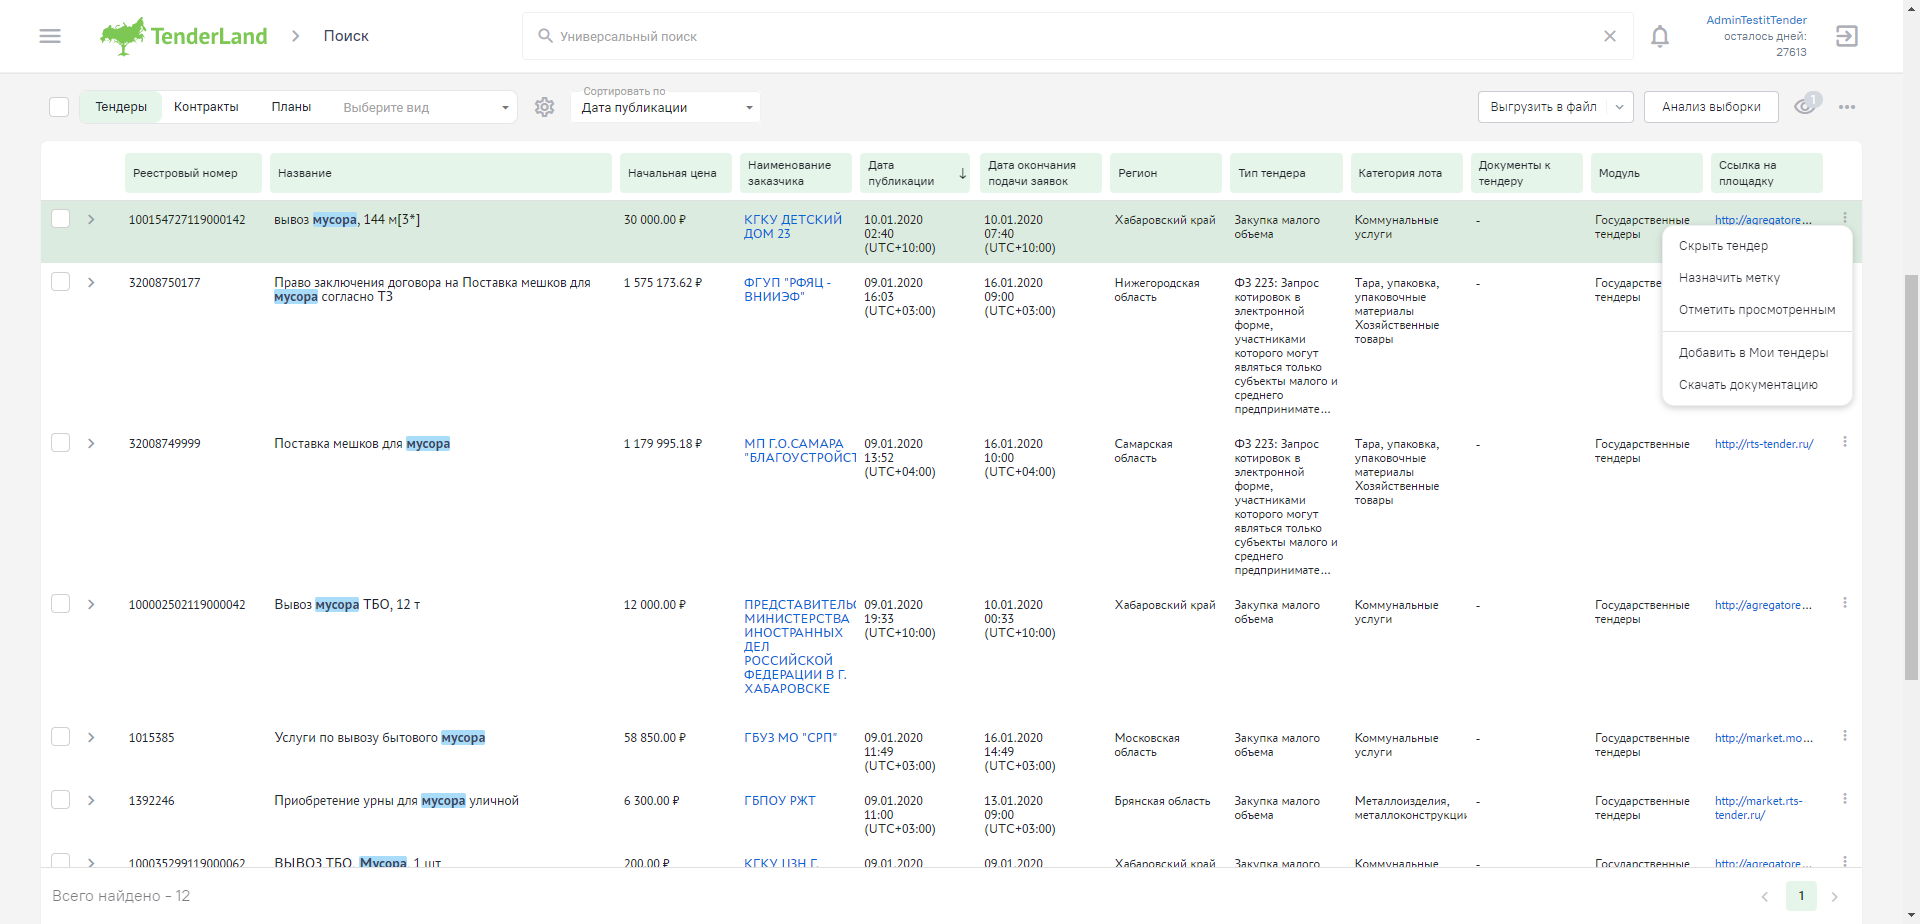 TenderLand
Поиск
Универсальный поиск
AdminTestitTender
осталось дней:
27613
Тендеры
Контракты
Планы
Выберите вид
Сортировать по
Дата публикации
Выгрузить в файл
Анализ выборки
1
Реестровый номер
Название
Начальная цена
Наименование
заказчика
Дата
публикации
Дата окончания
подачи заявок
Регион
Тип тендера
Категория лота
Документы к
тендеру
Модуль
Ссылка на
площадку
100154727119000142
вывоз мусора, 144 м[3*]
30 000.00 ₽
КГКУ ДЕТСКИЙ
ДОМ 23
10.01.2020
02:40
(UTC+10:00)
10.01.2020
07:40
(UTC+10:00)
Хабаровский край
Закупка малого
объема
Коммунальные
услуги
-
Государственные
тендеры
http://agregatore...
Скрыть тендер
Назначить метку
Отметить просмотренным
Добавить в Мои тендеры
Скачать документацию
32008750177
Право заключения договора на Поставка мешков для
мусора согласно ТЗ
1 575 173.62 ₽
ФГУП "РФЯЦ -
ВНИИЭФ"
09.01.2020
16:03
(UTC+03:00)
16.01.2020
09:00
(UTC+03:00)
Нижегородская
область
ФЗ 223: Запрос
котировок в
электронной
форме,
участниками
которого могут
являться только
субъекты малого и
среднего
предпринимате...
Тара, упаковка,
упаковочные
материалы
Хозяйственные
товары
-
Государстве
тендеры
32008749999
Поставка мешков для мусора
1 179 995.18 ₽
МП Г.О.САМАРА
"БЛАГОУСТРОЙСТ
09.01.2020
13:52
(UTC+04:00)
16.01.2020
10:00
(UTC+04:00)
Самарская
область
ФЗ 223: Запрос
котировок в
электронной
форме,
участниками
которого могут
являться только
субъекты малого и
среднего
предпринимате...
Тара, упаковка,
упаковочные
материалы
Хозяйственные
товары
-
Государственные
тендеры
http://rts-tender.ru/
100002502119000042
Вывоз мусора ТБО, 12 т
12 000.00 ₽
ПРЕДСТАВИТЕЛЬС
МИНИСТЕРСТВА
ИНОСТРАННЫХ
ДЕЛ
РОССИЙСКОЙ
ФЕДЕРАЦИИ В Г.
ХАБАРОВСКЕ
09.01.2020
19:33
(UTC+10:00)
10.01.2020
00:33
(UTC+10:00)
Хабаровский край
Закупка малого
объема
Коммунальные
услуги
-
Государственные
тендеры
http://agregatore...
1015385
Услуги по вывозу бытового мусора
58 850.00 ₽
ГБУЗ МО "СРП"
09.01.2020
11:49
(UTC+03:00)
16.01.2020
14:49
(UTC+03:00)
Московская
область
Закупка малого
объема
Коммунальные
услуги
-
Государственные
тендеры
http://market.mo...
1392246
Приобретение урны для мусора уличной
6 300.00 ₽
ГБПОУ РЖТ
09.01.2020
11:00
(UTC+03:00)
13.01.2020
09:00
(UTC+03:00)
Брянская область
Закупка малого
объема
Металлоизделия,
металлоконструкции
-
Государственные
тендеры
http://market.rts-
tender.ru/
100035299119000062
ВЫВОЗ ТБО, Мусора, 1 шт
200.00 ₽
КГКУ ЦЗН Г.
09.01.2020
09.01.2020
Хабаровский край
Закупка малого
Коммунальные
-
Государственные
http://agregatore...
Всего найдено - 12
1